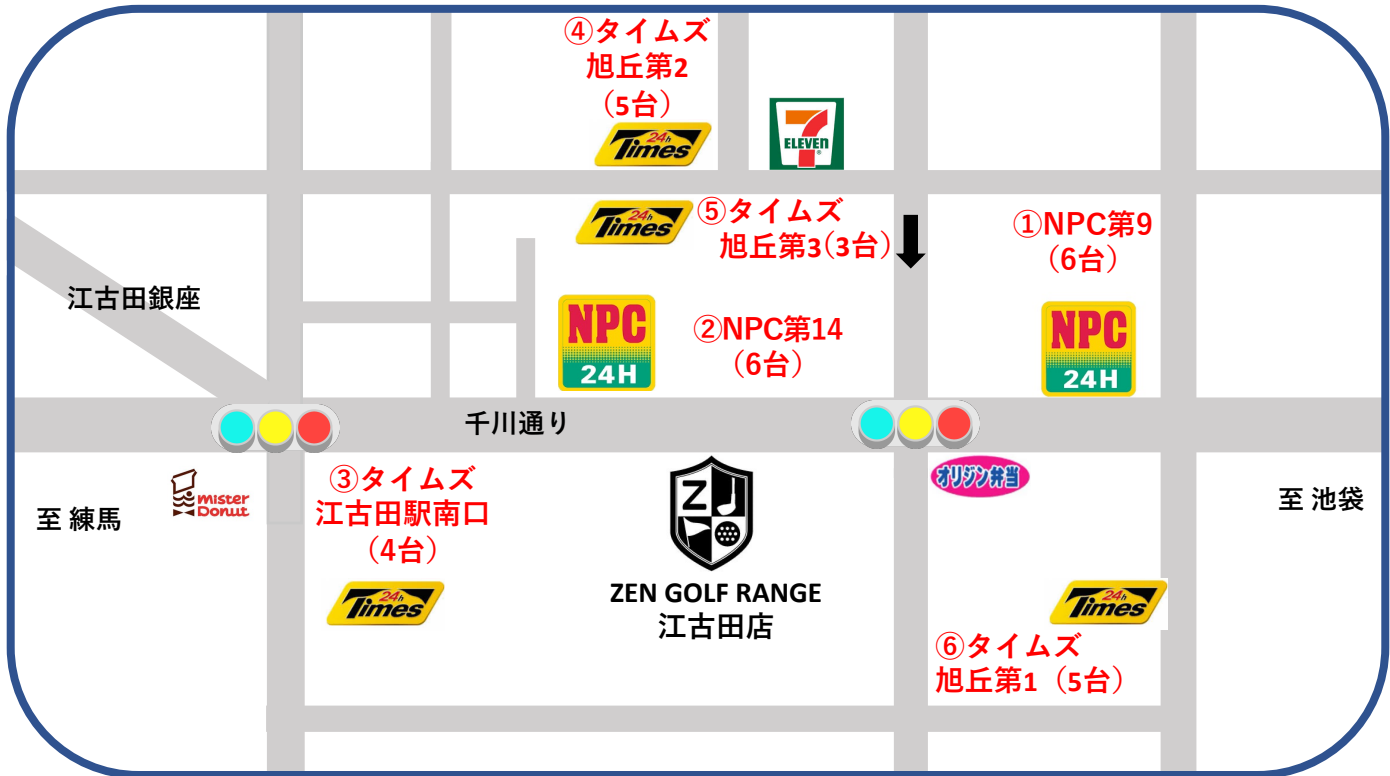 ④タイムズ
旭丘第2
（5台）
24h
Times
7
ELEVEN
24h
Times
⑤タイムズ
旭丘第3(3台)
①NPC第9
（6台）
江古田銀座
NPC
24H
②NPC第14
（6台）
NPC
24H
千川通り
mister
Donut
至 練馬
③タイムズ
江古田駅南口
（4台）
24h
Times
Z
ZEN GOLF RANGE
江古田店
オリジン弁当
至 池袋
24h
Times
⑥タイムズ
旭丘第1（5台）